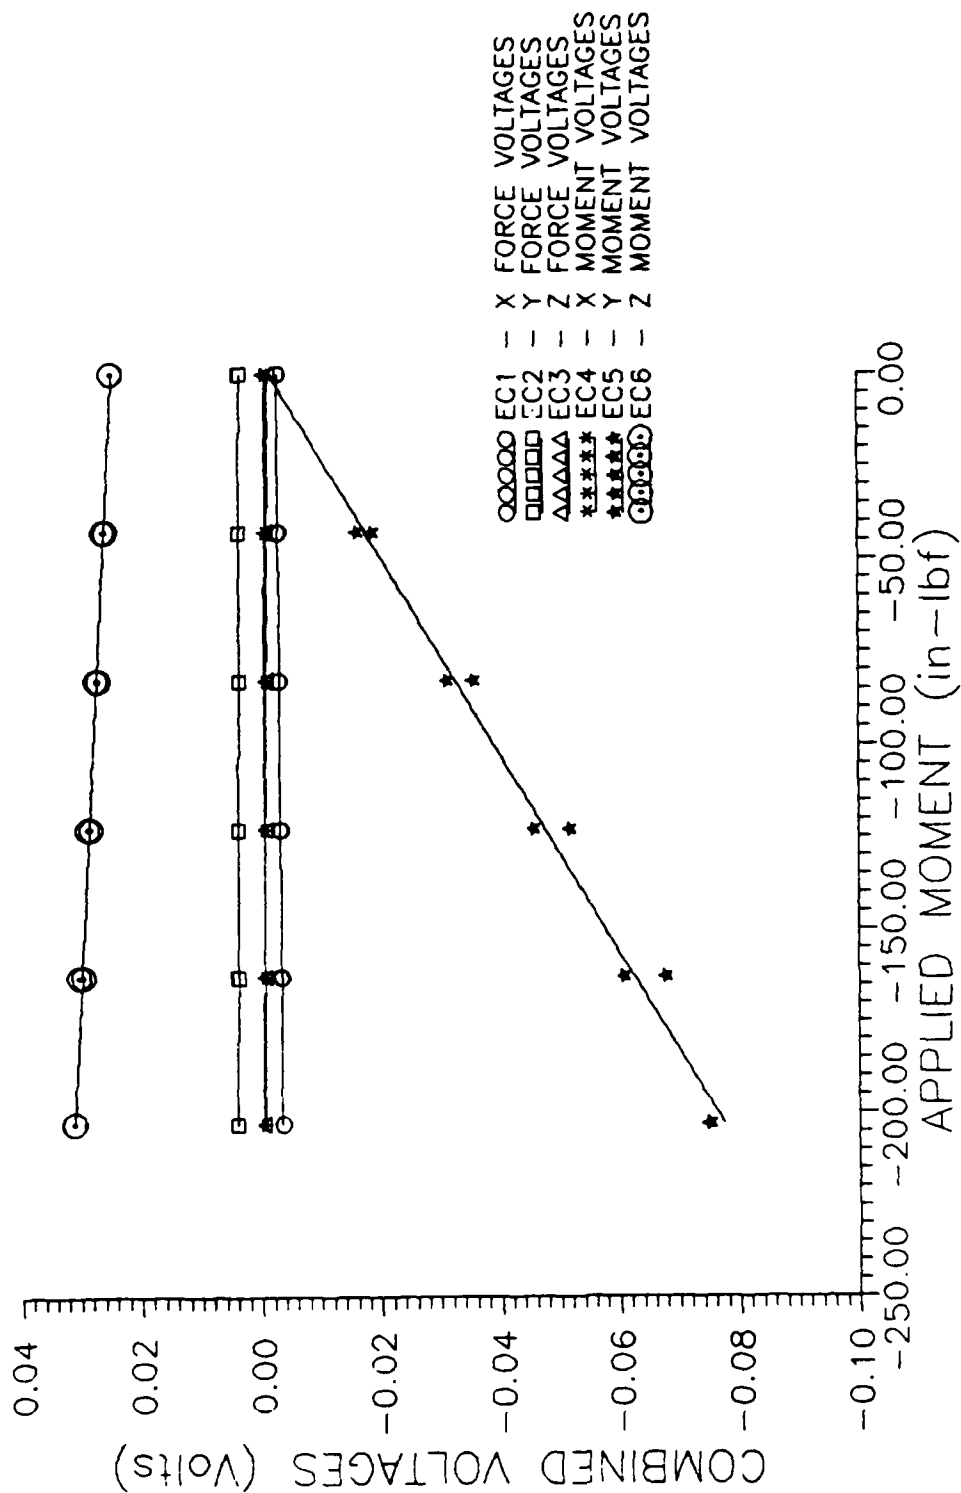 COMBINED VOLTAGES (Volts)
0.04
0.02
0.00
-0.02
-0.04
-0.06
-0.08
-0.10
-250.00 -200.00 -150.00 -100.00 -50.00 0.00
APPLIED MOMENT (in-lbf)
EC1 - X FORCE VOLTAGES
EC2 - Y FORCE VOLTAGES
EC3 - Z FORCE VOLTAGES
EC4 - X MOMENT VOLTAGES
EC5 - Y MOMENT VOLTAGES
EC6 - Z MOMENT VOLTAGES